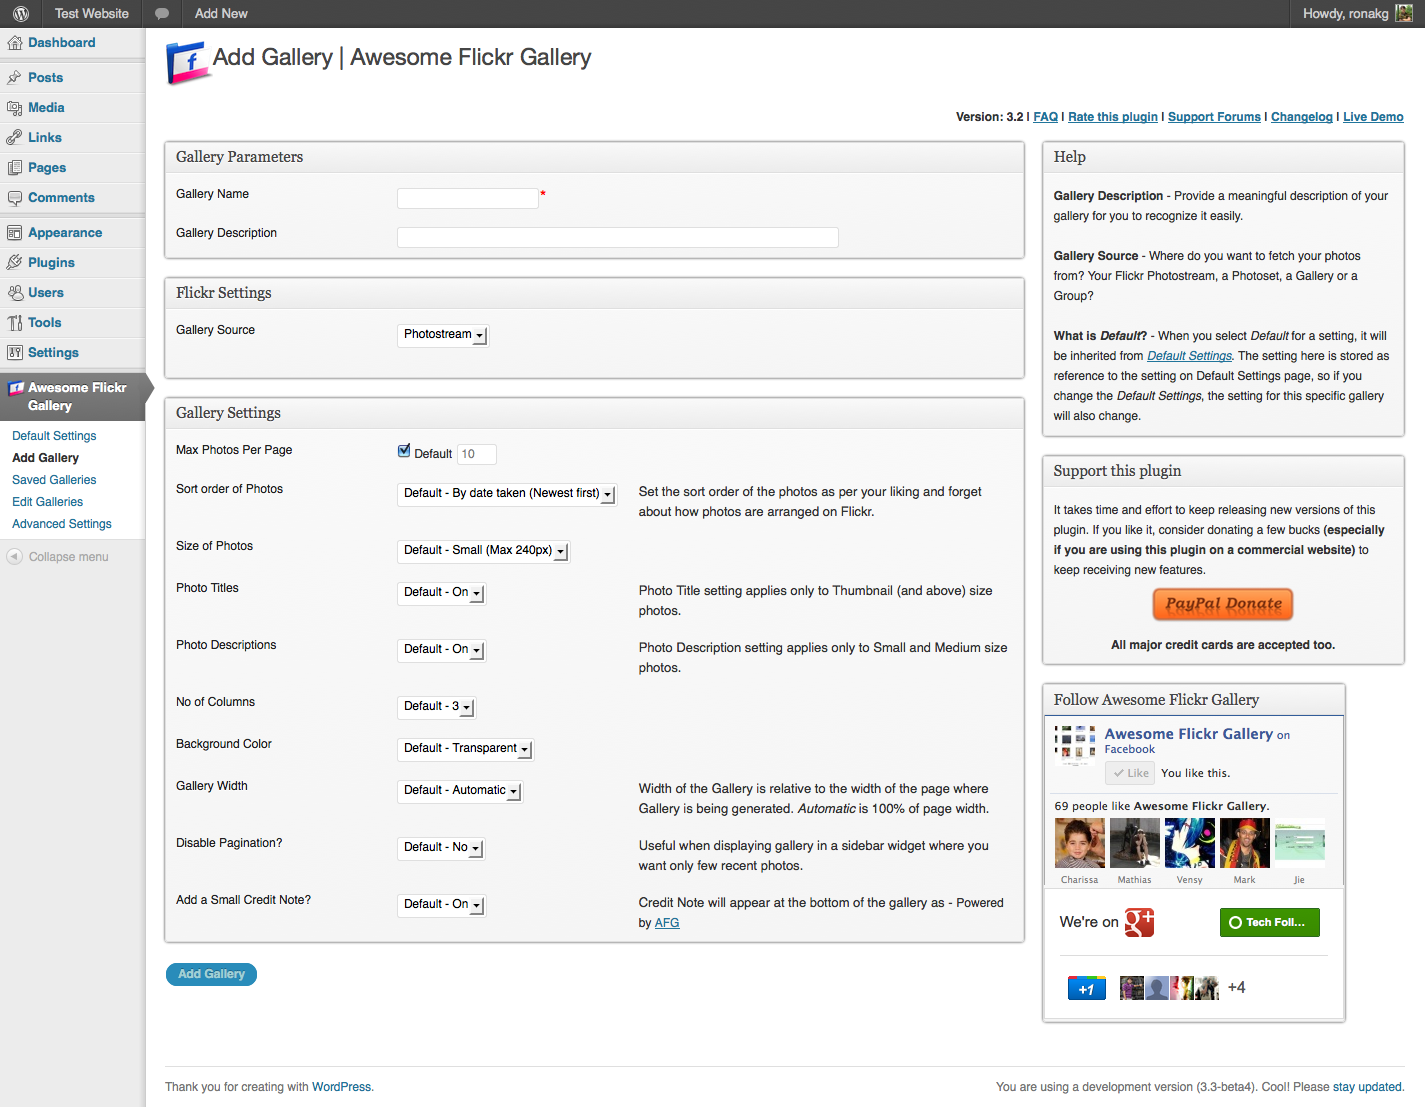 Test Website
Add New
Howdy, ronakg
Dashboard
Posts
Media
Links
Pages
Comments
Appearance
Plugins
Users
Tools
Settings
Awesome Flickr
Gallery
Default Settings
Add Gallery
Saved Galleries
Edit Galleries
Advanced Settings
Collapse menu
Add Gallery | Awesome Flickr Gallery
Version: 3.2 | FAQ | Rate this plugin | Support Forums | Changelog | Live Demo
Gallery Parameters
Gallery Name
*
Gallery Description
Flickr Settings
Gallery Source
Photostream
Gallery Settings
Max Photos Per Page
Default
10
Sort order of Photos
Default - By date taken (Newest first)
Set the sort order of the photos as per your liking and forget
about how photos are arranged on Flickr.
Size of Photos
Default - Small (Max 240px)
Photo Titles
Default - On
Photo Title setting applies only to Thumbnail (and above) size
photos.
Photo Descriptions
Default - On
Photo Description setting applies only to Small and Medium size
photos.
No of Columns
Default - 3
Background Color
Default - Transparent
Gallery Width
Default - Automatic
Width of the Gallery is relative to the width of the page where
Gallery is being generated. Automatic is 100% of page width.
Disable Pagination?
Default - No
Useful when displaying gallery in a sidebar widget where you
want only few recent photos.
Add a Small Credit Note?
Default - On
Credit Note will appear at the bottom of the gallery as - Powered
by AFG
Add Gallery
Help
Gallery Description - Provide a meaningful description of your
gallery for you to recognize it easily.
Gallery Source - Where do you want to fetch your photos
from? Your Flickr Photostream, a Photoset, a Gallery or a
Group?
What is Default? - When you select Default for a setting, it will
be inherited from Default Settings. The setting here is stored as
reference to the setting on Default Settings page, so if you
change the Default Settings, the setting for this specific gallery
will also change.
Support this plugin
It takes time and effort to keep releasing new versions of this
plugin. If you like it, consider donating a few bucks (especially
if you are using this plugin on a commercial website) to
keep receiving new features.
PayPal Donate
All major credit cards are accepted too.
Follow Awesome Flickr Gallery
Awesome Flickr Gallery on
Facebook
Like
You like this.
69 people like Awesome Flickr Gallery.
Charissa
Mathias
Vensy
Mark
Jie
We're on
g+
Tech Foll...
+1
+4
Thank you for creating with WordPress.
You are using a development version (3.3-beta4). Cool! Please stay updated.